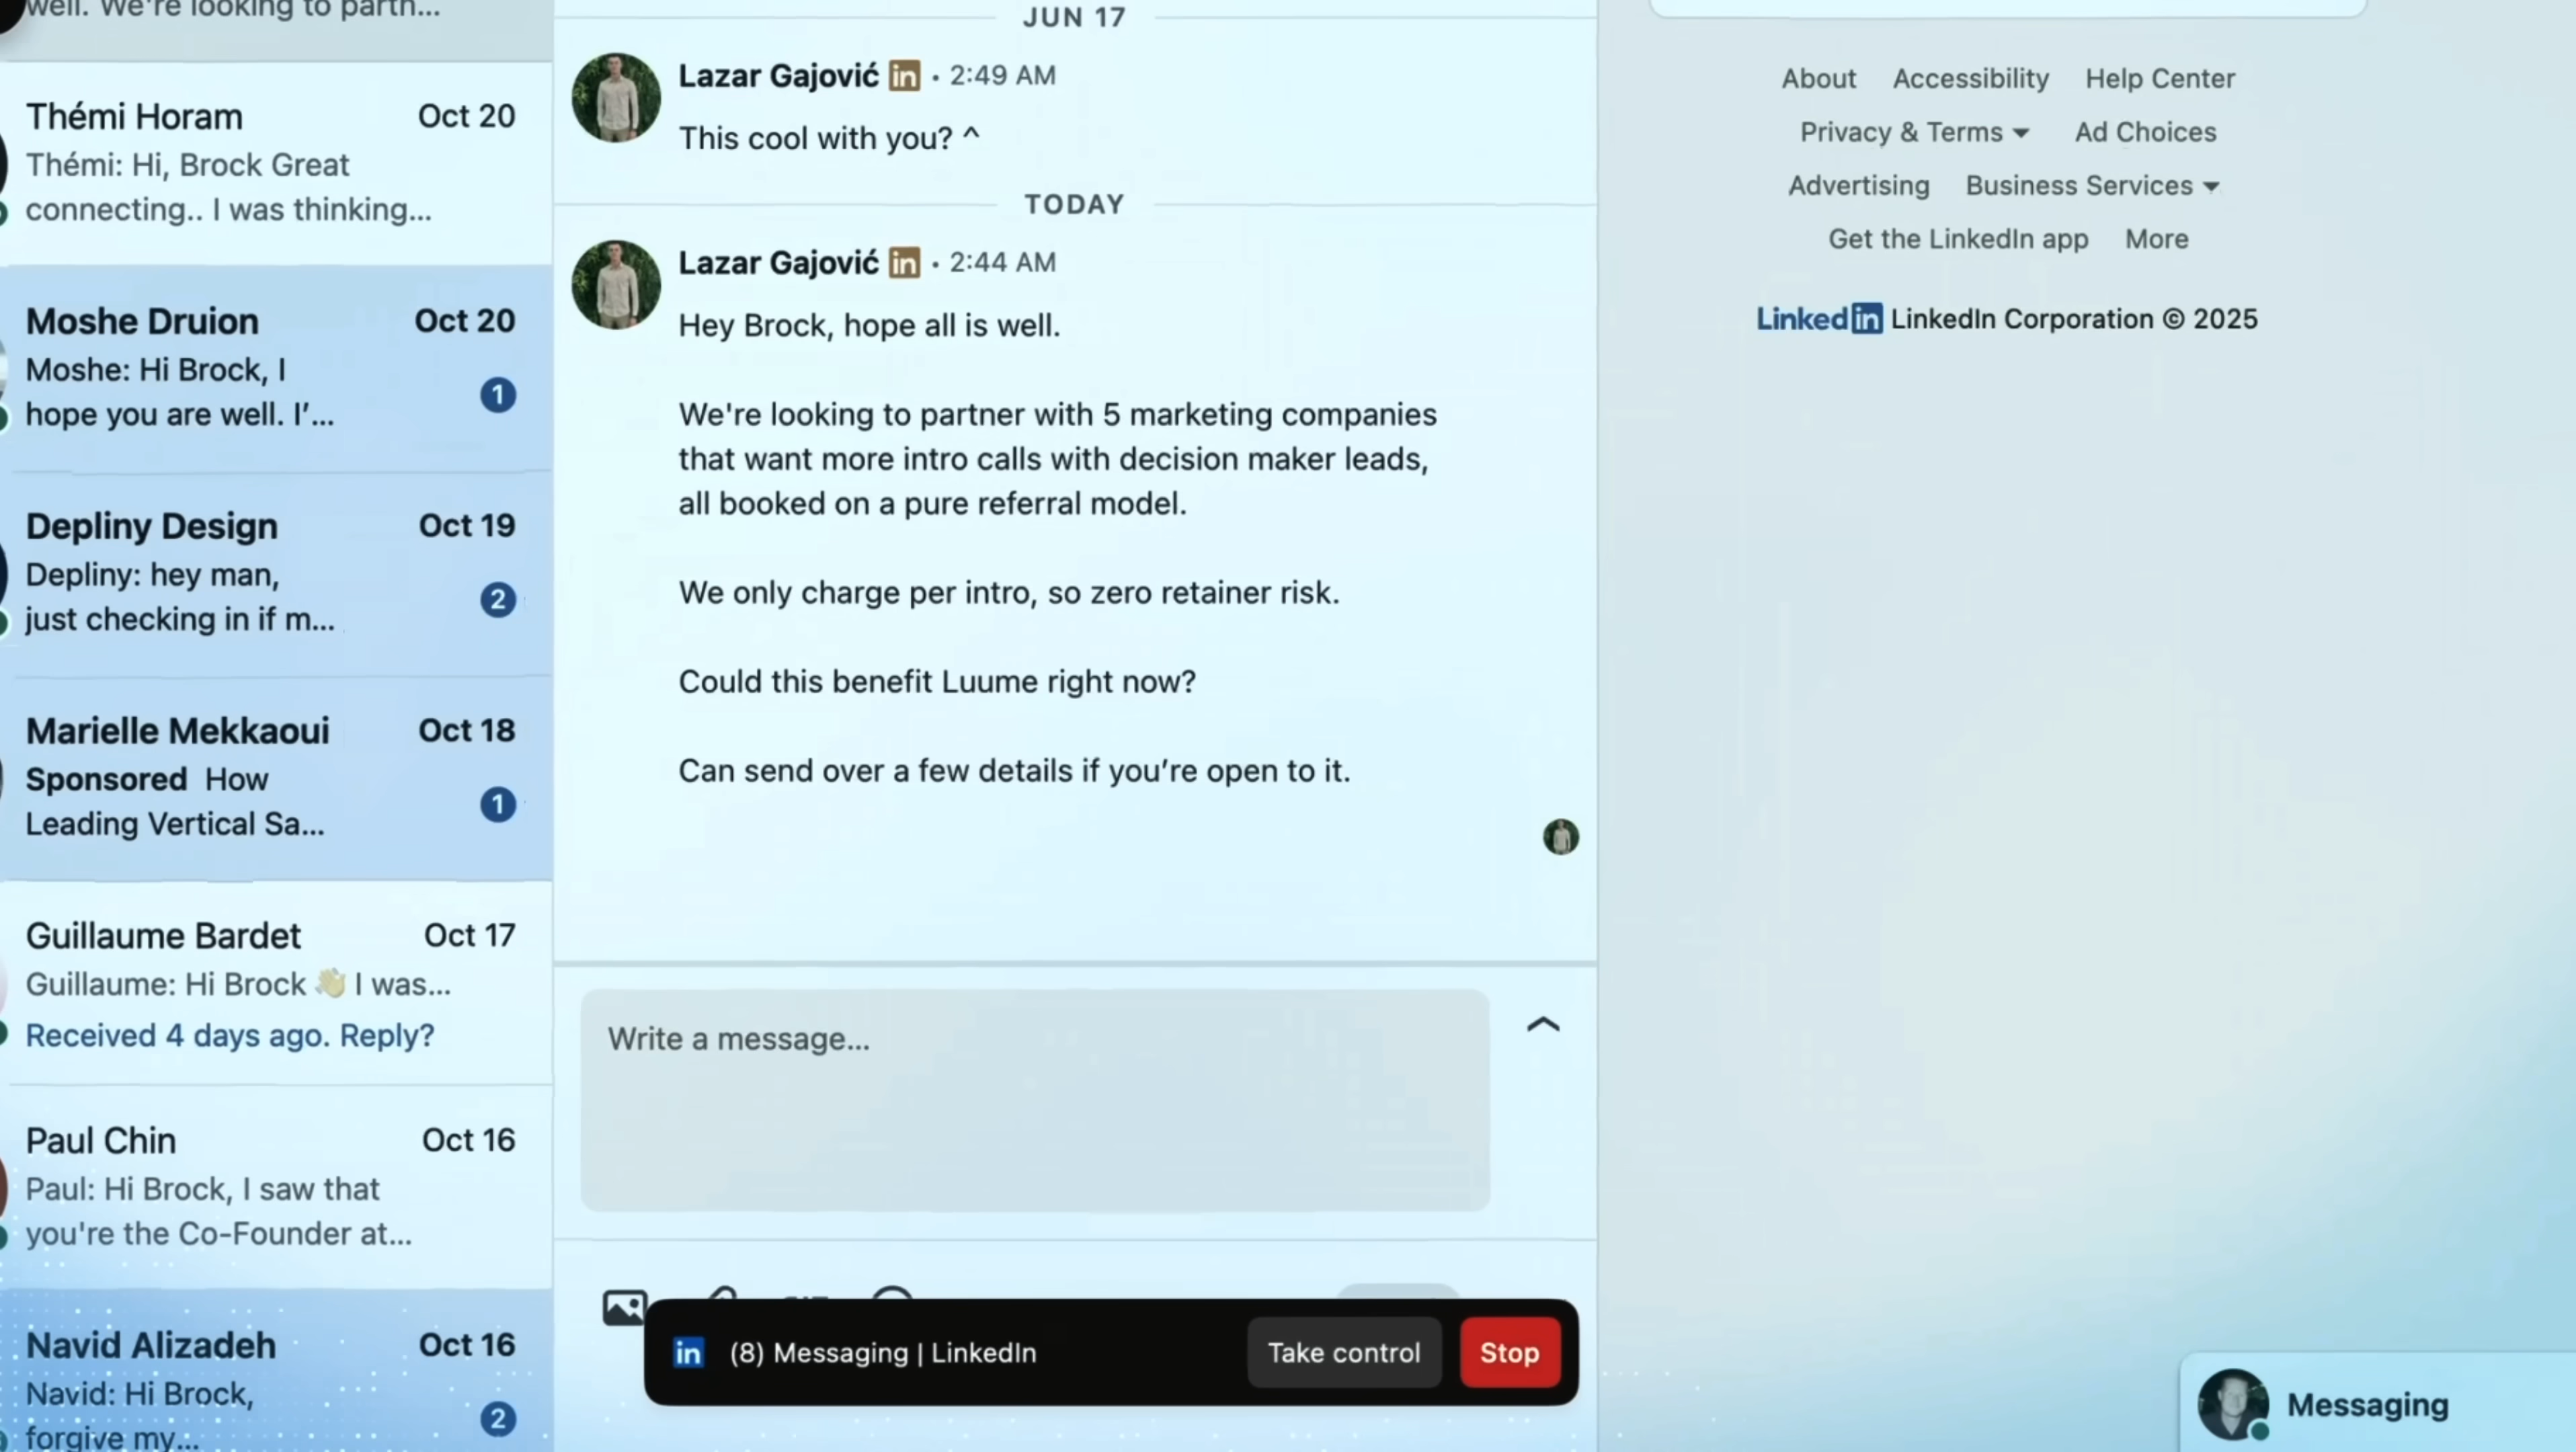 well. We're looking to partn...
Thémi Horam Oct 20
Thémi: Hi, Brock Great
connecting.. I was thinking...
Moshe Druion Oct 20
Moshe: Hi Brock, I
hope you are well. I'... 1
Depliny Design Oct 19
Depliny: hey man,
just checking in if m... 2
Marielle Mekkaoui Oct 18
Sponsored How
Leading Vertical Sa... 1
Guillaume Bardet Oct 17
Guillaume: Hi Brock 👋 I was...
Received 4 days ago. Reply?
Paul Chin Oct 16
Paul: Hi Brock, I saw that
you're the Co-Founder at...
Navid Alizadeh Oct 16
Navid: Hi Brock,
forgive my... 2
JUN 17
Lazar Gajović in • 2:49 AM
This cool with you? ^
TODAY
Lazar Gajović in • 2:44 AM
Hey Brock, hope all is well.
We're looking to partner with 5 marketing companies
that want more intro calls with decision maker leads,
all booked on a pure referral model.
We only charge per intro, so zero retainer risk.
Could this benefit Luume right now?
Can send over a few details if you’re open to it.
Write a message...
in (8) Messaging | LinkedIn Take control Stop
About Accessibility Help Center
Privacy & Terms Ad Choices
Advertising Business Services
Get the LinkedIn app More
LinkedIn LinkedIn Corporation © 2025
Messaging